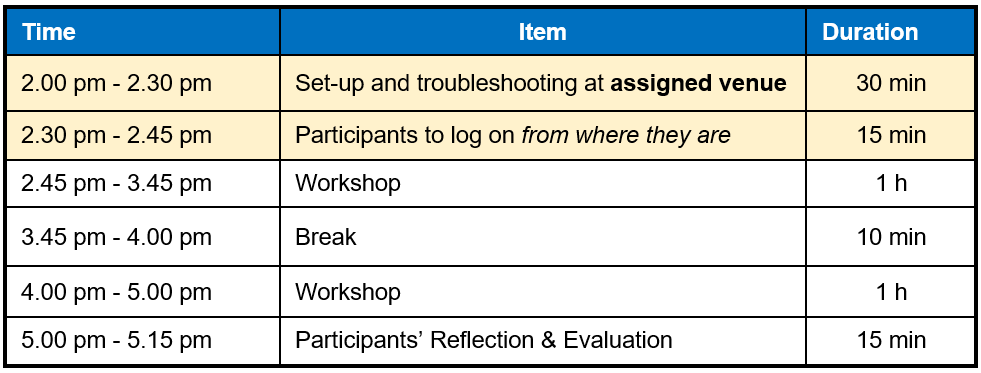 Time Item Duration
2.00 pm - 2.30 pm Set-up and troubleshooting at assigned venue 30 min
2.30 pm - 2.45 pm Participants to log on from where they are 15 min
2.45 pm - 3.45 pm Workshop 1 h
3.45 pm - 4.00 pm Break 10 min
4.00 pm - 5.00 pm Workshop 1 h
5.00 pm - 5.15 pm Participants’ Reflection & Evaluation 15 min